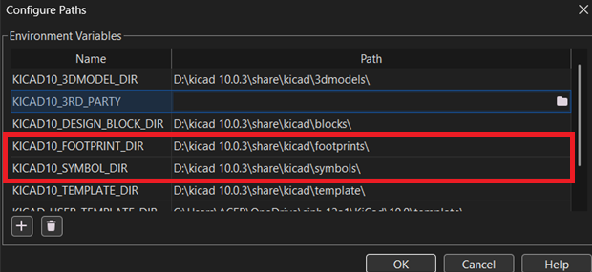 Configure Paths
Environment Variables
Name Path
KICAD10_3DMODEL_DIR D:\kicad 10.0.3\share\kicad\3dmodels\
KICAD10_3RD_PARTY
KICAD10_DESIGN_BLOCK_DIR D:\kicad 10.0.3\share\kicad\blocks\
KICAD10_FOOTPRINT_DIR D:\kicad 10.0.3\share\kicad\footprints\
KICAD10_SYMBOL_DIR D:\kicad 10.0.3\share\kicad\symbols\
KICAD10_TEMPLATE_DIR D:\kicad 10.0.3\share\kicad\template\
OK Cancel Help